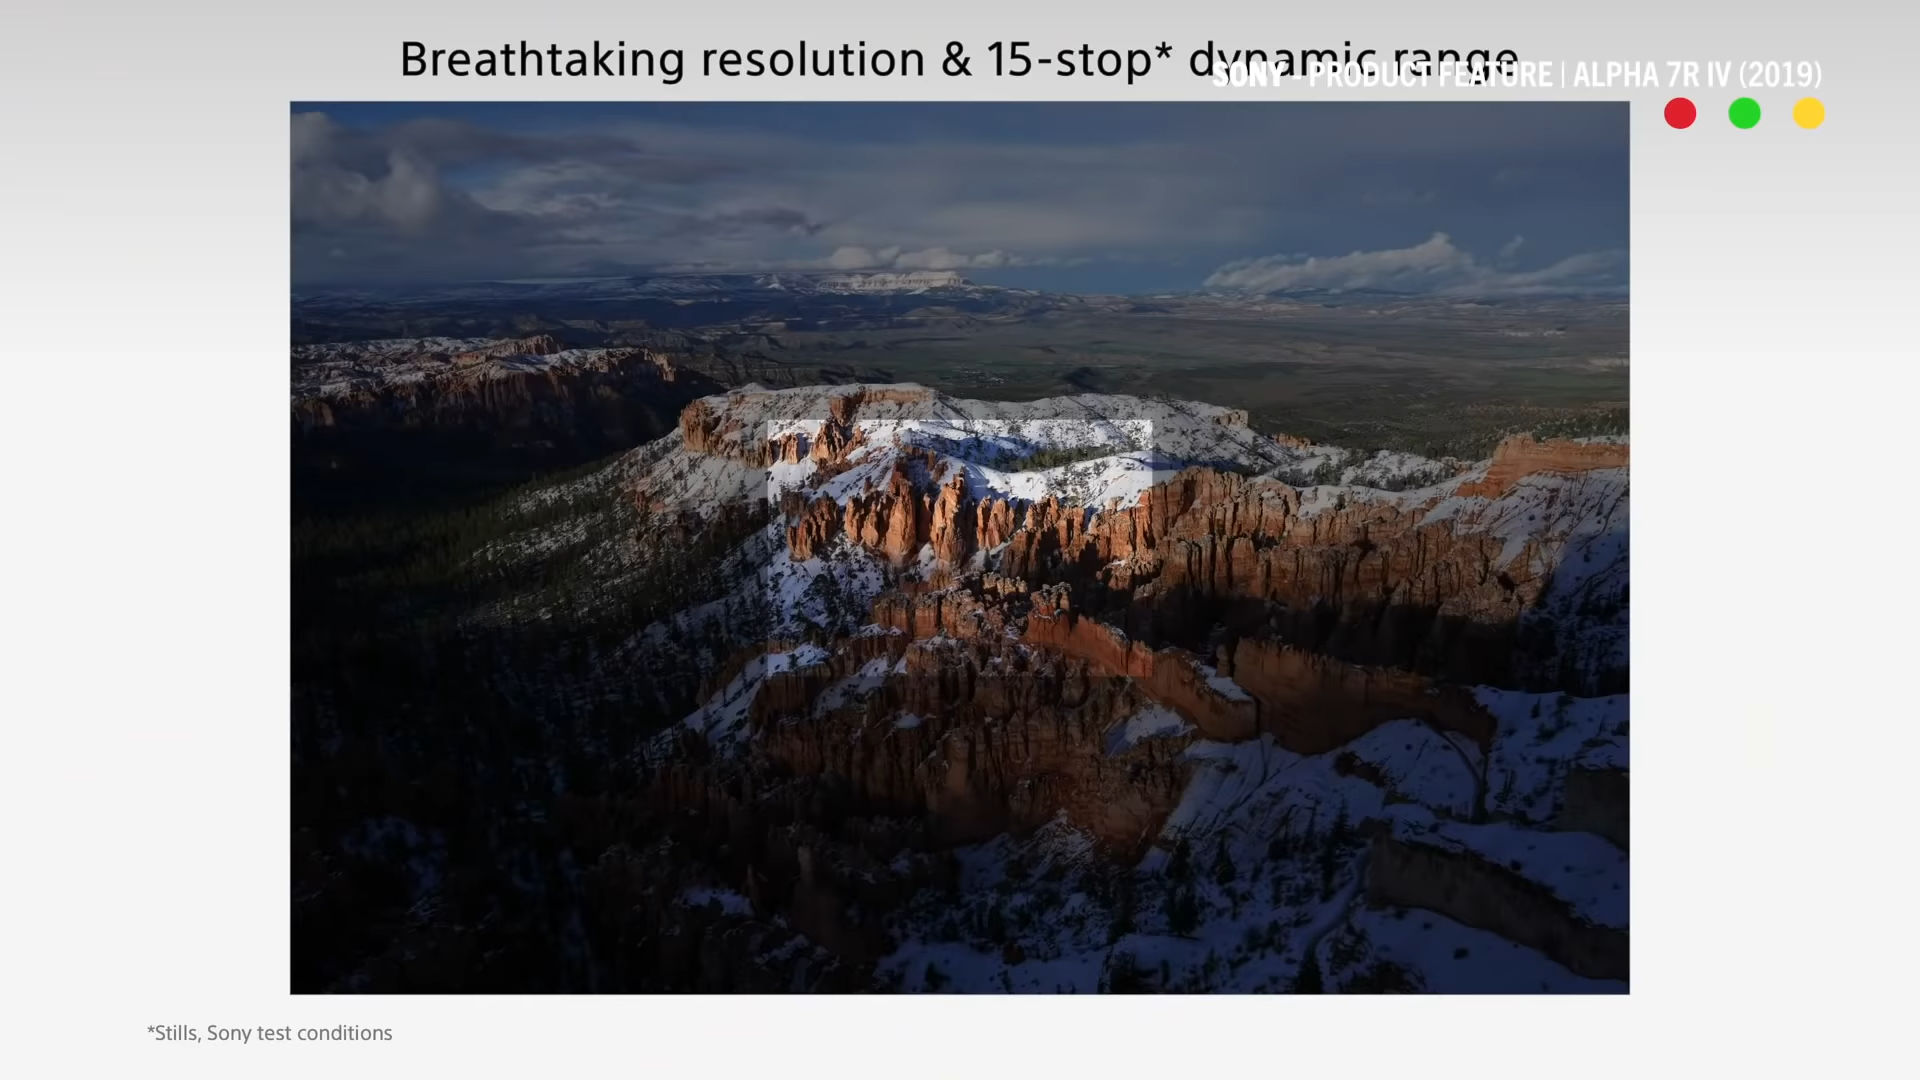 Breathtaking resolution & 15-stop* dynamic range
SONY - PRODUCT FEATURE | ALPHA 7R IV (2019)
*Stills, Sony test conditions